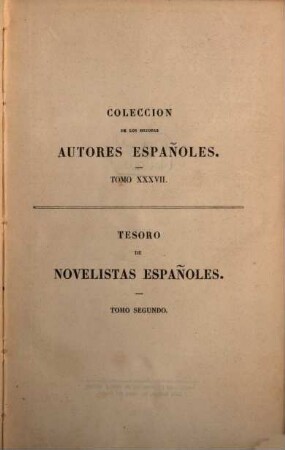 COLECCION
DE LOS MEJORES
AUTORES ESPAÑOLES.
TOMO XXXVII.
TESORO
DE
NOVELISTAS ESPAÑOLES.
TOMO SEGUNDO.